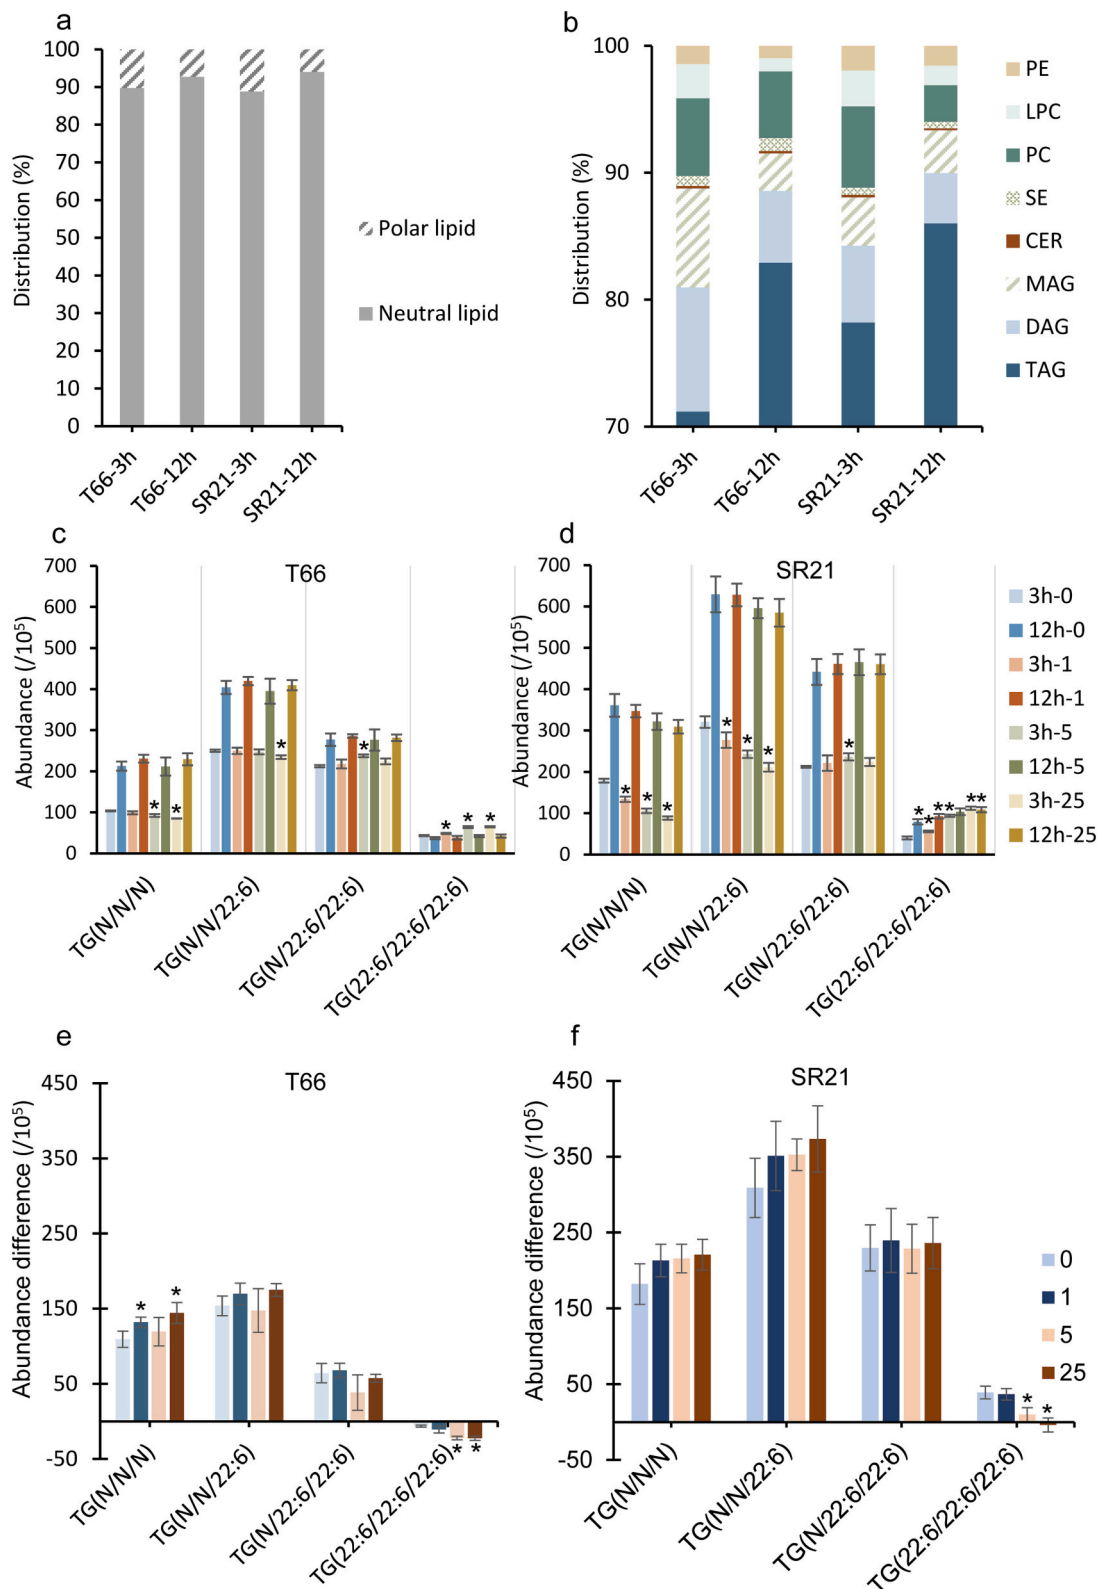 a
100
90
80
70
60
50
40
30
20
10
0
Distribution (%)
Polar lipid
Neutral lipid
T66-3h
T66-12h
SR21-3h
SR21-12h
b
100
90
80
70
Distribution (%)
PE
LPC
PC
SE
CER
MAG
DAG
TAG
T66-3h
T66-12h
SR21-3h
SR21-12h
c
T66
700
600
500
400
300
200
100
0
Abundance (/10⁵)
* * * * * * *
TG(N/N/N)
TG(N/N/22:6)
TG(N/22:6/22:6)
TG(22:6/22:6/22:6)
d
SR21
700
600
500
400
300
200
100
0
Abundance (/10⁵)
* * * * * * * * * ** **
TG(N/N/N)
TG(N/N/22:6)
TG(N/22:6/22:6)
TG(22:6/22:6/22:6)
3h-0
12h-0
3h-1
12h-1
3h-5
12h-5
3h-25
12h-25
e
T66
450
350
250
150
50
-50
Abundance difference (/10⁵)
* * * *
TG(N/N/N)
TG(N/N/22:6)
TG(N/22:6/22:6)
TG(22:6/22:6/22:6)
f
SR21
450
350
250
150
50
-50
Abundance difference (/10⁵)
* *
TG(N/N/N)
TG(N/N/22:6)
TG(N/22:6/22:6)
TG(22:6/22:6/22:6)
0
1
5
25